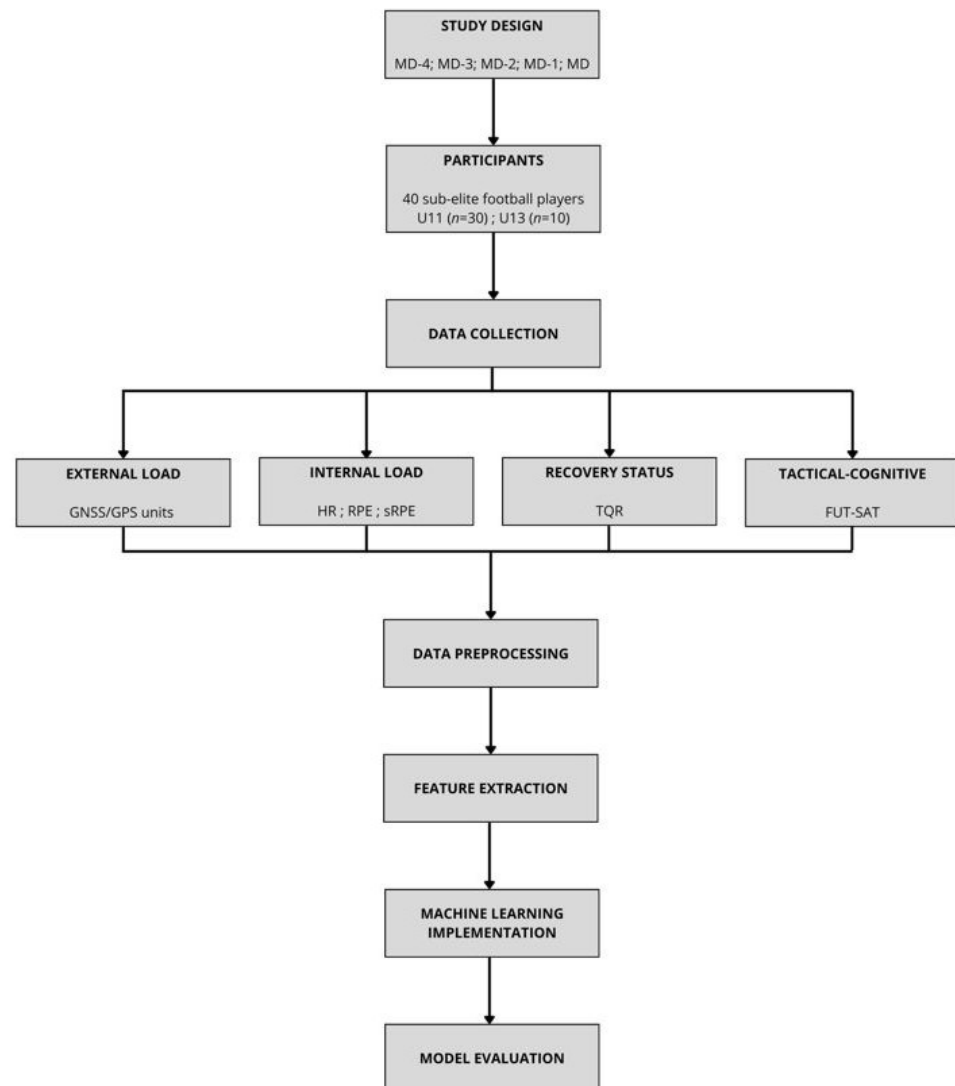 STUDY DESIGN
MD-4; MD-3; MD-2; MD-1; MD
PARTICIPANTS
40 sub-elite football players
U11 (n=30) ; U13 (n=10)
DATA COLLECTION
EXTERNAL LOAD
GNSS/GPS units
INTERNAL LOAD
HR ; RPE ; sRPE
RECOVERY STATUS
TQR
TACTICAL-COGNITIVE
FUT-SAT
DATA PREPROCESSING
FEATURE EXTRACTION
MACHINE LEARNING
IMPLEMENTATION
MODEL EVALUATION